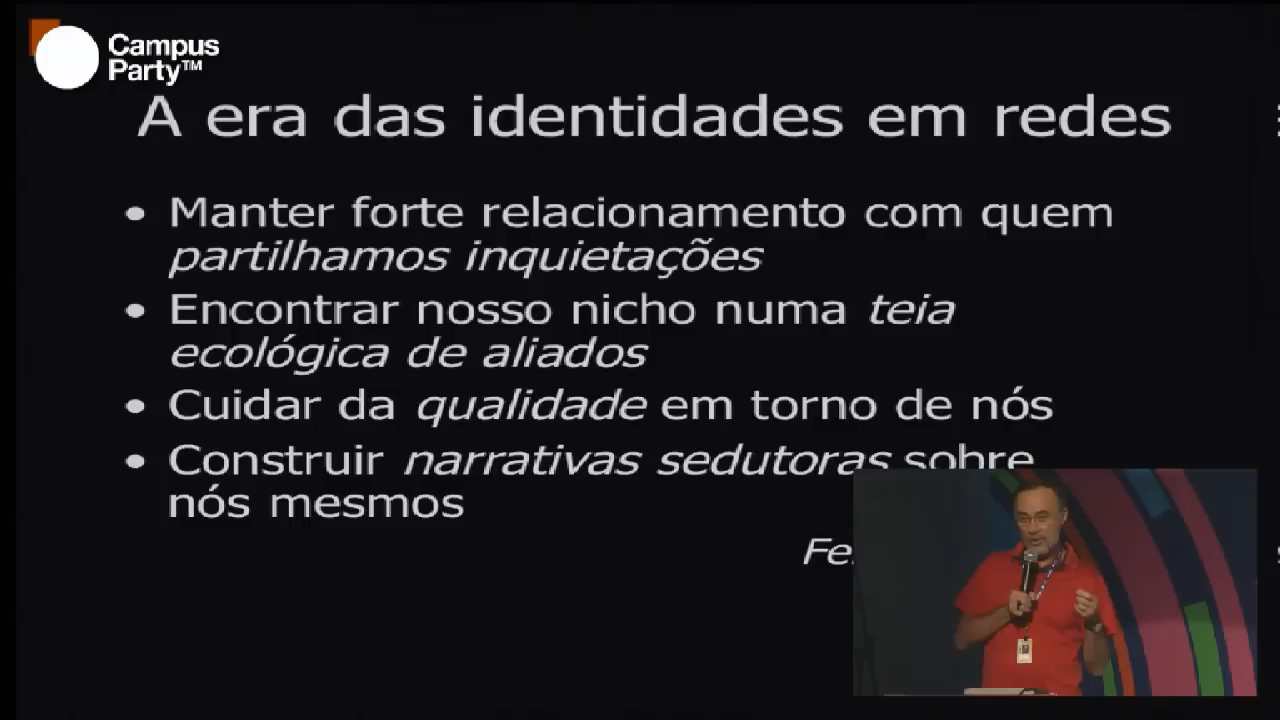 Campus
Party™
A era das identidades em redes
• Manter forte relacionamento com quem
partilhamos inquietações
• Encontrar nosso nicho numa teia
ecológica de aliados
• Cuidar da qualidade em torno de nós
• Construir narrativas sedutoras sobre
nós mesmos